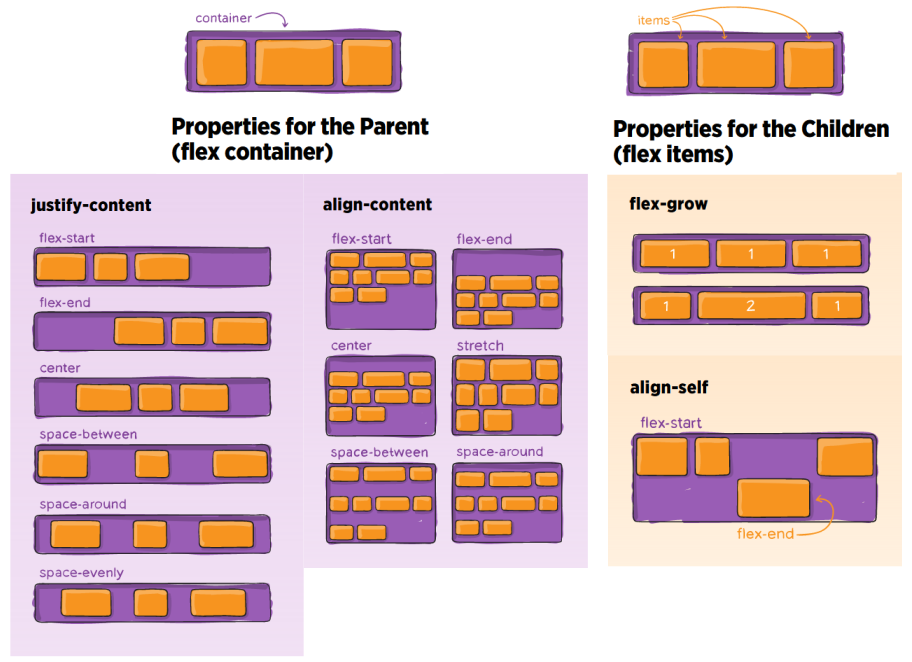 container
Properties for the Parent
(flex container)
justify-content
flex-start
flex-end
center
space-between
space-around
space-evenly
align-content
flex-start
flex-end
center
stretch
space-between
space-around
items
Properties for the Children
(flex items)
flex-grow
1 1 1
1 2 1
align-self
flex-start
flex-end